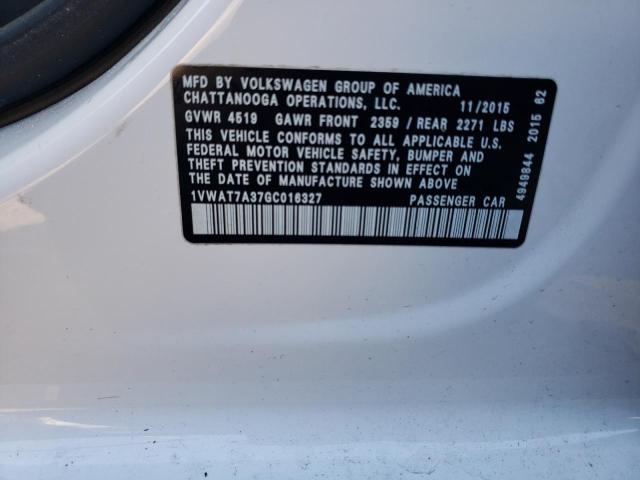 MFD BY VOLKSWAGEN GROUP OF AMERICA
CHATTANOOGA OPERATIONS, LLC. 11/2015
GVWR 4519 GAWR FRONT 2359 / REAR 2271 LBS
THIS VEHICLE CONFORMS TO ALL APPLICABLE U.S.
FEDERAL MOTOR VEHICLE SAFETY, BUMPER AND
THEFT PREVENTION STANDARDS IN EFFECT ON
THE DATE OF MANUFACTURE SHOWN ABOVE
1VWAT7A37GC016327 PASSENGER CAR
4949844 2015 62